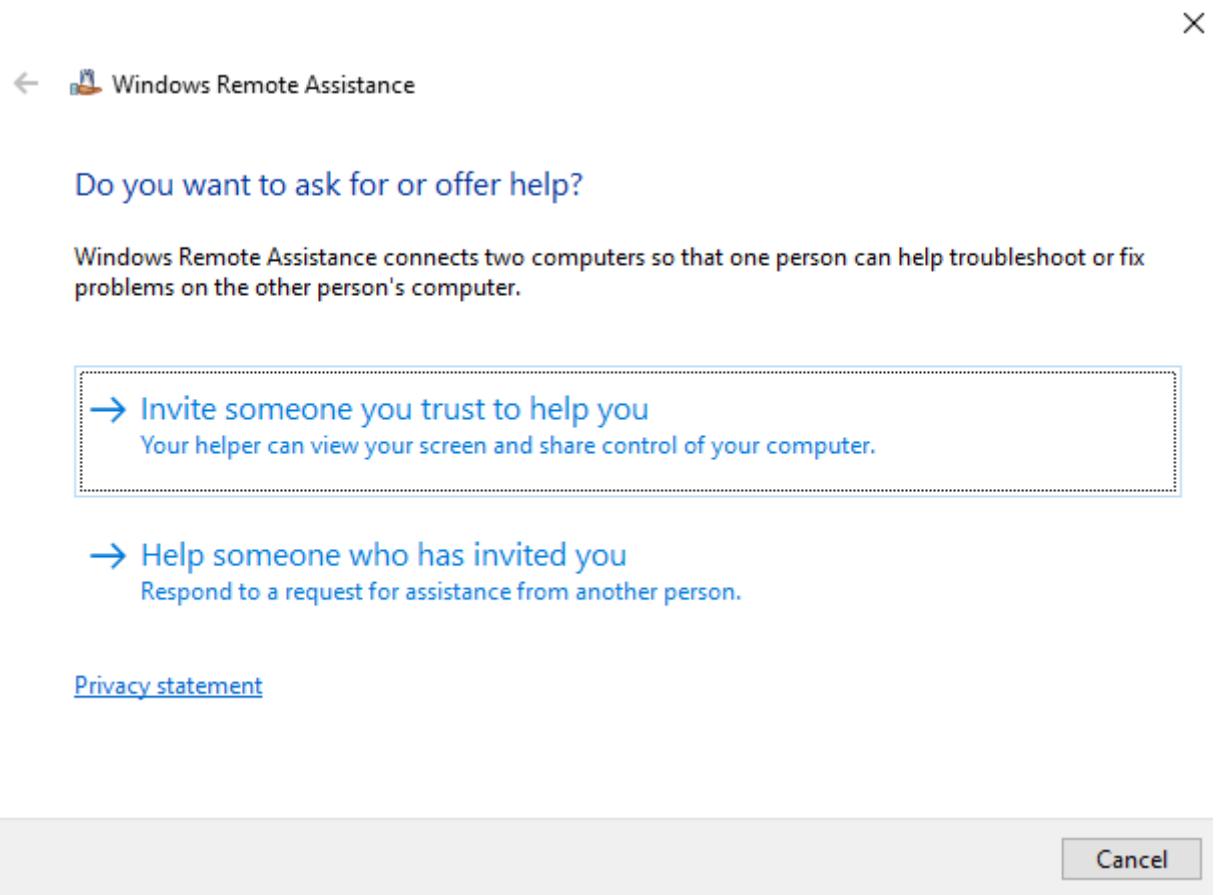 Windows Remote Assistance
Do you want to ask for or offer help?
Windows Remote Assistance connects two computers so that one person can help troubleshoot or fix
problems on the other person's computer.
Invite someone you trust to help you
Your helper can view your screen and share control of your computer.
Help someone who has invited you
Respond to a request for assistance from another person.
Privacy statement
Cancel